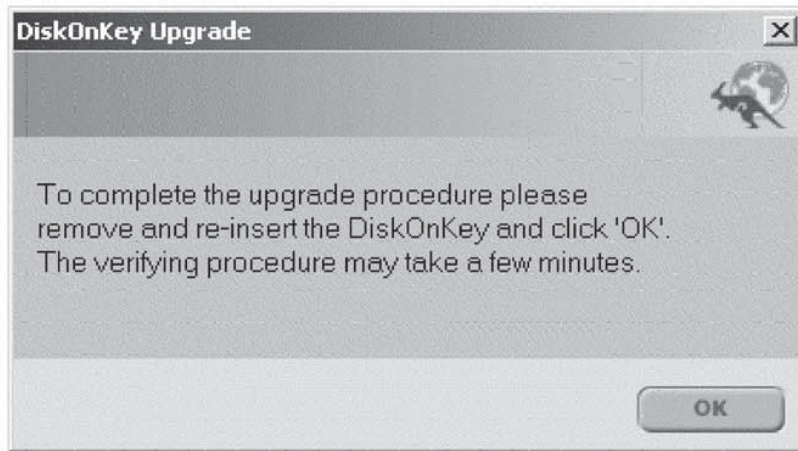 DiskOnKey Upgrade
To complete the upgrade procedure please
remove and re-insert the DiskOnKey and click 'OK'.
The verifying procedure may take a few minutes.
OK